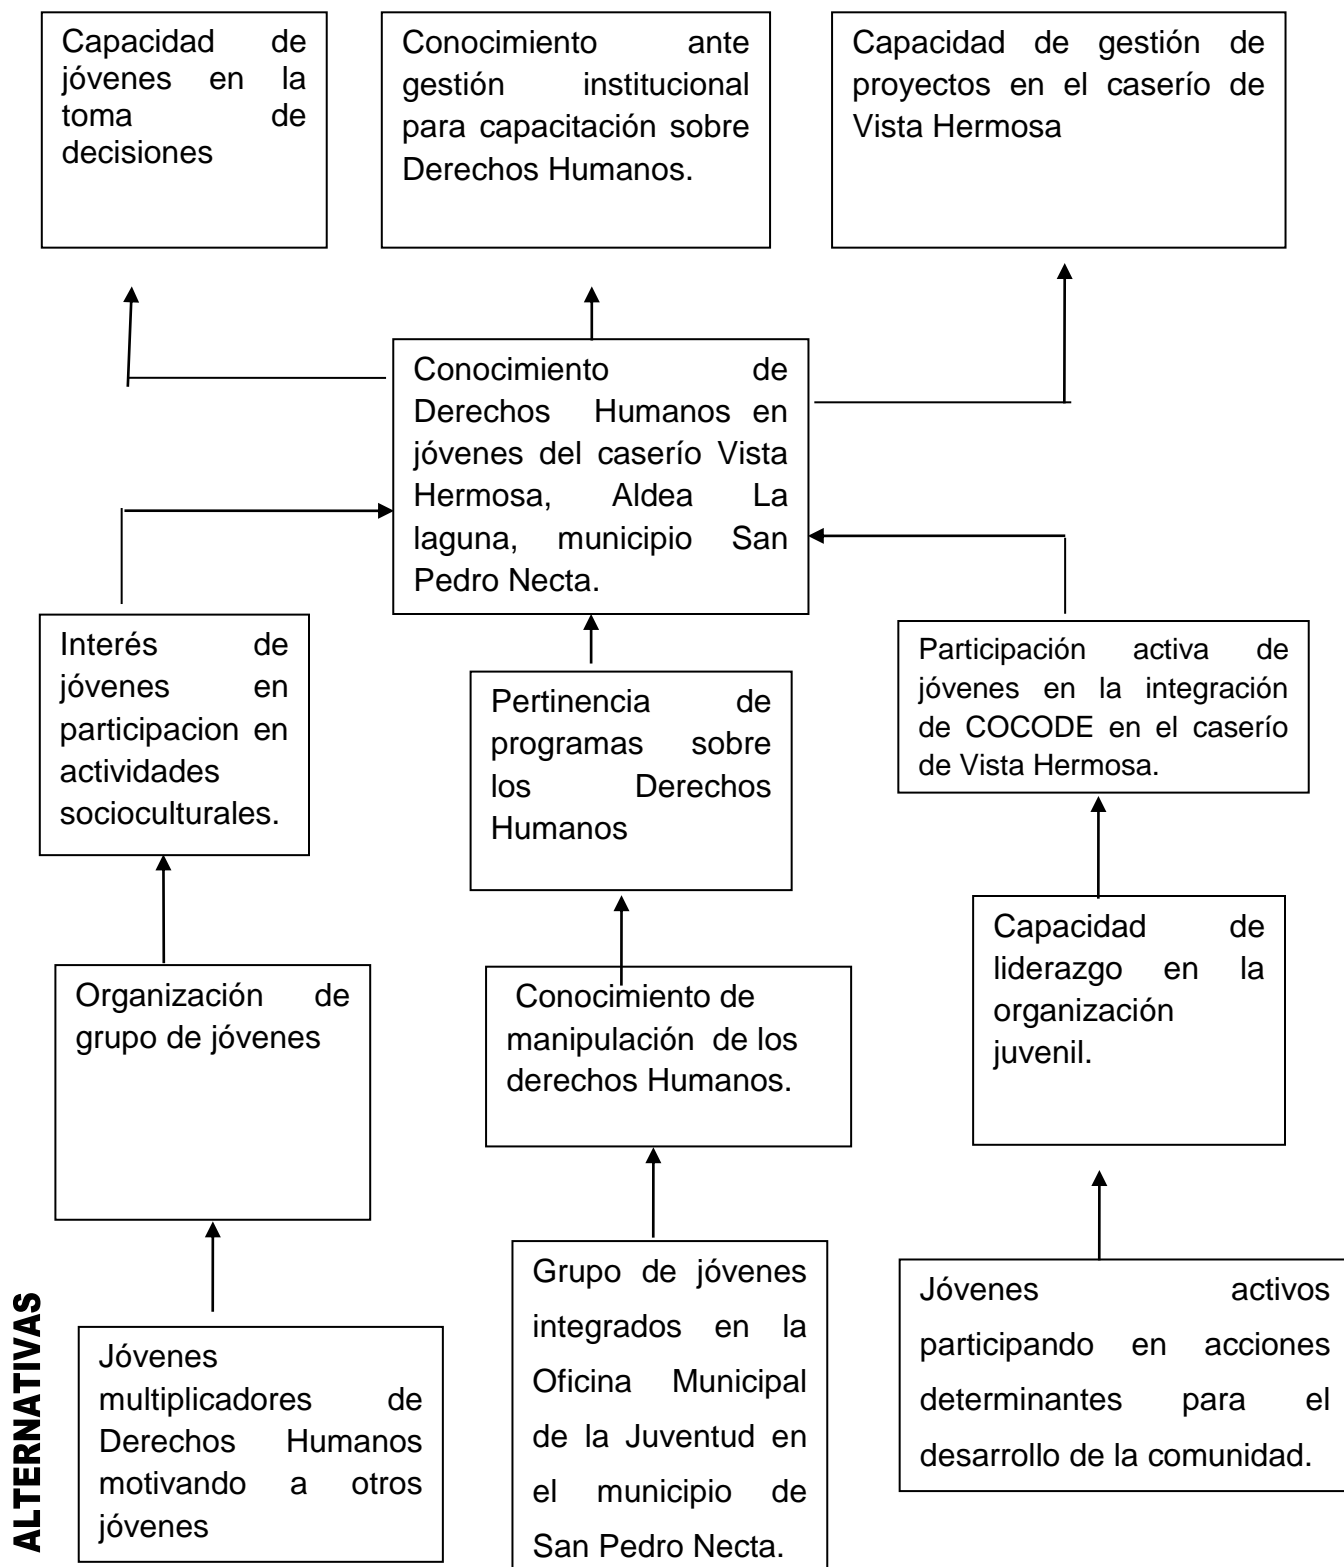 Capacidad de
jóvenes en la
toma de
decisiones
Conocimiento ante
gestión institucional
para capacitación sobre
Derechos Humanos.
Capacidad de gestión de
proyectos en el caserío de
Vista Hermosa
Conocimiento de
Derechos Humanos en
jóvenes del caserío Vista
Hermosa, Aldea La
laguna, municipio San
Pedro Necta.
Interés de
jóvenes en
participacion en
actividades
socioculturales.
Pertinencia de
programas sobre
los Derechos
Humanos
Participación activa de
jóvenes en la integración
de COCODE en el caserío
de Vista Hermosa.
Organización de
grupo de jóvenes
Conocimiento de
manipulación de los
derechos Humanos.
Capacidad de
liderazgo en la
organización
juvenil.
ALTERNATIVAS
Jóvenes
multiplicadores de
Derechos Humanos
motivando a otros
jóvenes
Grupo de jóvenes
integrados en la
Oficina Municipal
de la Juventud en
el municipio de
San Pedro Necta.
Jóvenes activos
participando en acciones
determinantes para el
desarrollo de la comunidad.